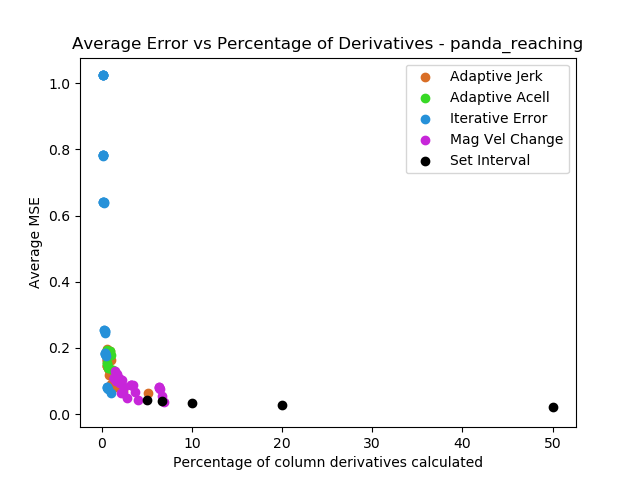 Average Error vs Percentage of Derivatives - panda_reaching
Adaptive Jerk
Adaptive Acell
Iterative Error
Mag Vel Change
Set Interval
1.0
0.8
0.6
0.4
0.2
0.0
Average MSE
0 10 20 30 40 50
Percentage of column derivatives calculated